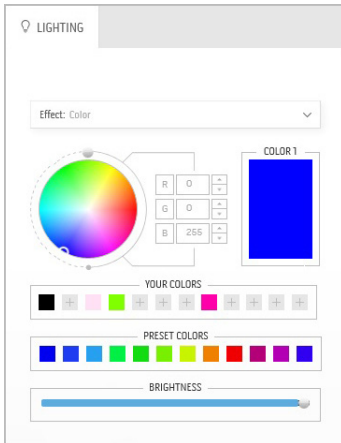 LIGHTING
Effect: Color
COLOR 1
R 0
G 0
B 255
YOUR COLORS
PRESET COLORS
BRIGHTNESS